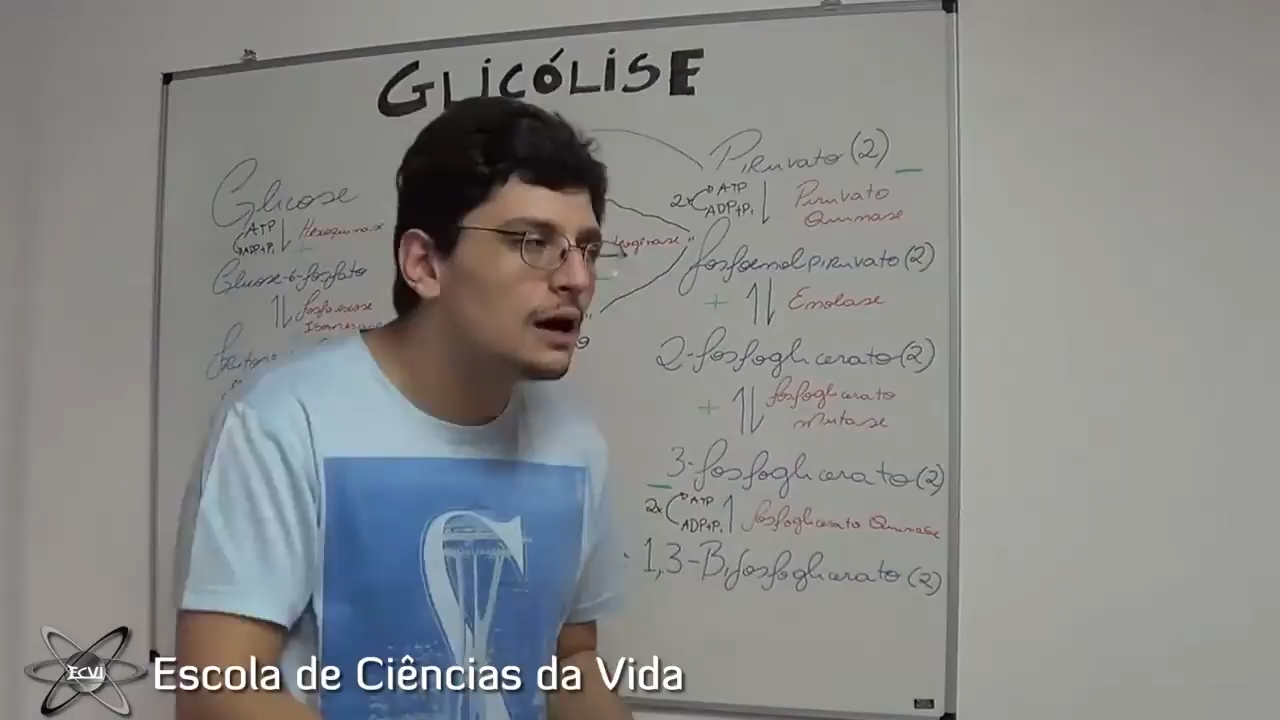 GLICÓLISE
Glicose
ATP
ADP+Pi
Hexoquinase
Glicose-6-fosfato
fosfoexose
Piruvato (2)
2x
ATP
ADP+Pi
Piruvato
Quinase
fosfoenolpiruvato (2)
+
Enolase
2-fosfoglicerato (2)
+
fosfoglicerato
mutase
3-fosfoglicerato (2)
2x
ATP
ADP+Pi
fosfoglicerato Quinase
1,3-Bifosfoglicerato (2)
ECVI
Escola de Ciências da Vida